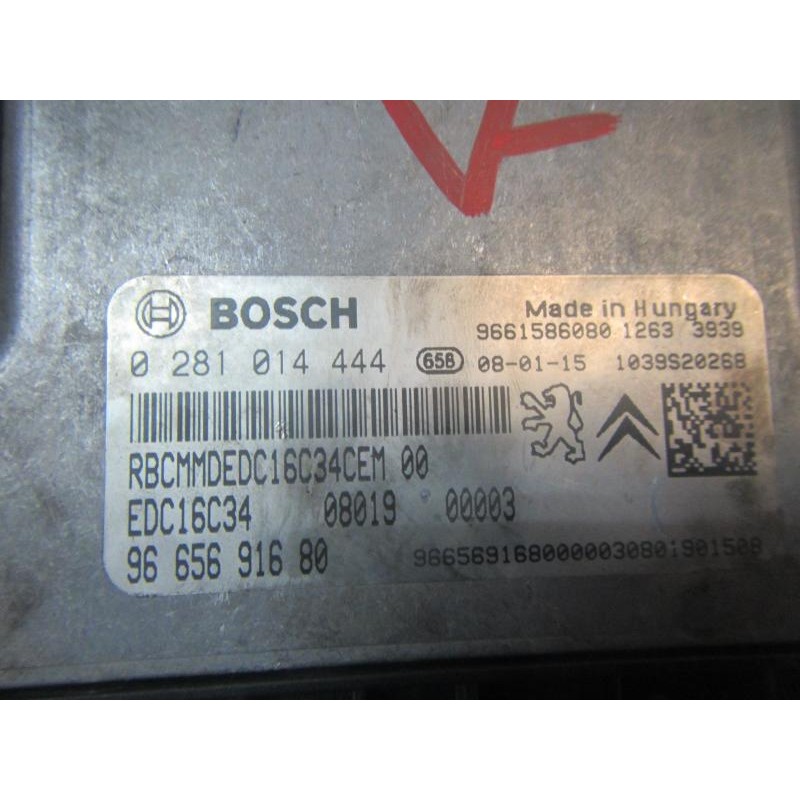 BOSCH
Made in Hungary
9661586080 1263 3939
0 281 014 444 65B 08-01-15 1039S20268
RBCMMDEDC16C34CEM 00
EDC16C34 08019 00003
96 656 916 80 9665691680000030801901508